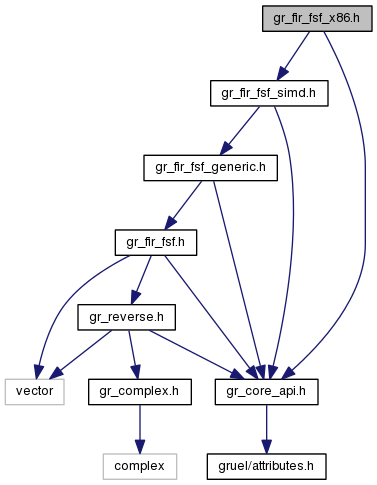 gr_fir_fsf_x86.h
gr_fir_fsf_simd.h
gr_fir_fsf_generic.h
gr_fir_fsf.h
gr_reverse.h
vector
gr_complex.h
gr_core_api.h
complex
gruel/attributes.h